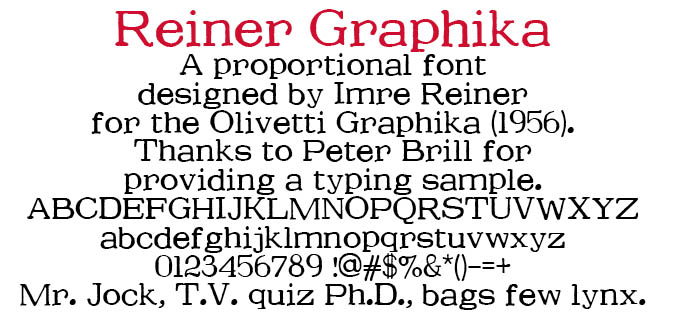 Reiner Graphika
A proportional font
designed by Imre Reiner
for the Olivetti Graphika (1956).
Thanks to Peter Brill for
providing a typing sample.
ABCDEFGHIJKLMNOPQRSTUVWXYZ
abcdefghijklmnopqrstuvwxyz
0123456789 !@#$%&*()-=+
Mr. Jock, T.V. quiz Ph.D., bags few lynx.